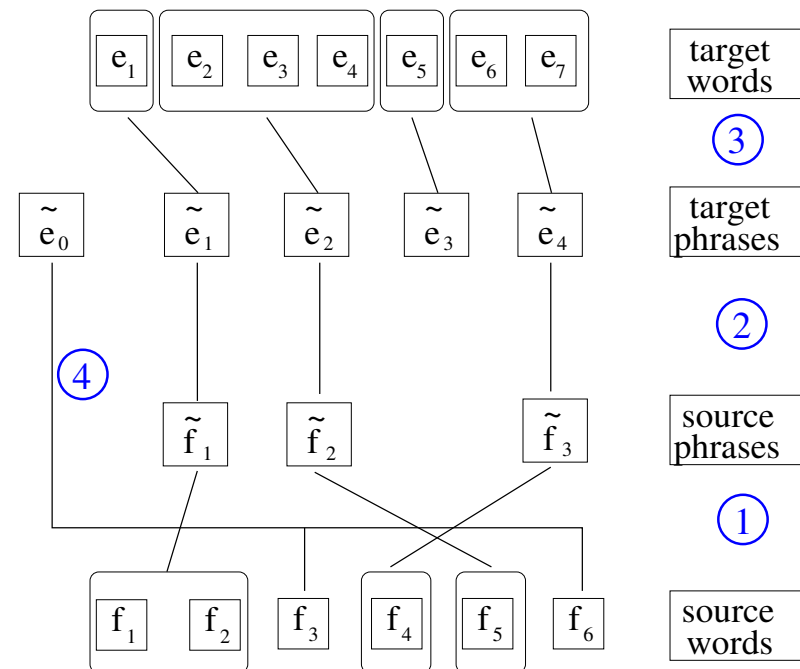 e₁ e₂ e₃ e₄ e₅ e₆ e₇
target
words
3
ẽ₀ ẽ₁ ẽ₂ ẽ₃ ẽ₄
target
phrases
2
4
f̃₁ f̃₂ f̃₃
source
phrases
1
f₁ f₂ f₃ f₄ f₅ f₆
source
words